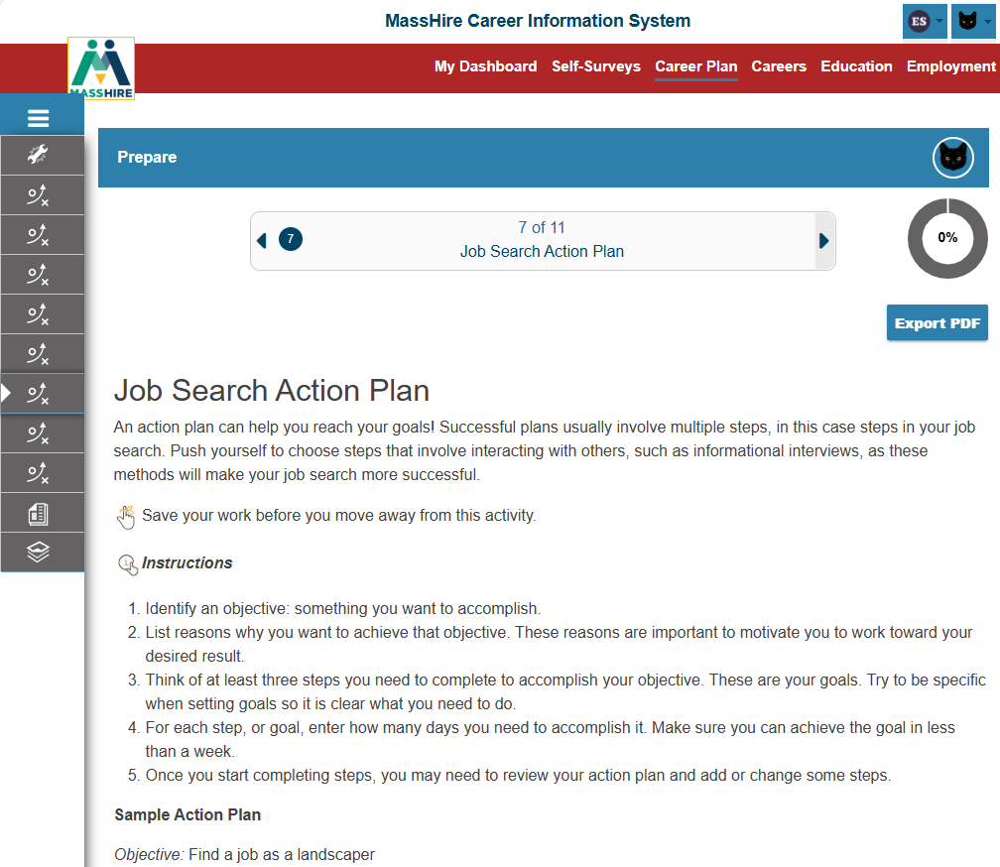 MassHire Career Information System
ES
MASSHIRE
My Dashboard Self-Surveys Career Plan Careers Education Employment
Prepare
7
7 of 11
Job Search Action Plan
0%
Export PDF
Job Search Action Plan
An action plan can help you reach your goals! Successful plans usually involve multiple steps, in this case steps in your job
search. Push yourself to choose steps that involve interacting with others, such as informational interviews, as these
methods will make your job search more successful.
Save your work before you move away from this activity.
Instructions
1. Identify an objective: something you want to accomplish.
2. List reasons why you want to achieve that objective. These reasons are important to motivate you to work toward your
desired result.
3. Think of at least three steps you need to complete to accomplish your objective. These are your goals. Try to be specific
when setting goals so it is clear what you need to do.
4. For each step, or goal, enter how many days you need to accomplish it. Make sure you can achieve the goal in less
than a week.
5. Once you start completing steps, you may need to review your action plan and add or change some steps.
Sample Action Plan
Objective: Find a job as a landscaper